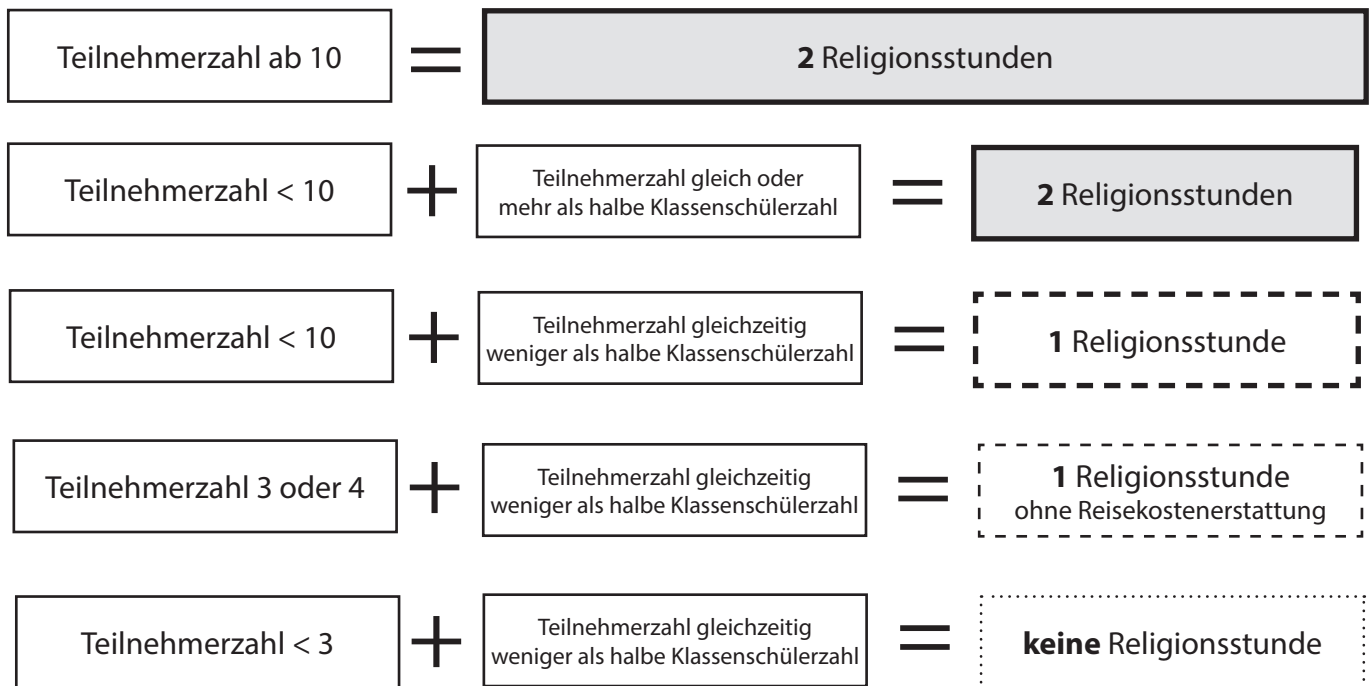 Teilnehmerzahl ab 10
=
2 Religionsstunden
Teilnehmerzahl < 10
+
Teilnehmerzahl gleich oder
mehr als halbe Klassenschülerzahl
=
2 Religionsstunden
Teilnehmerzahl < 10
+
Teilnehmerzahl gleichzeitig
weniger als halbe Klassenschülerzahl
=
1 Religionsstunde
Teilnehmerzahl 3 oder 4
+
Teilnehmerzahl gleichzeitig
weniger als halbe Klassenschülerzahl
=
1 Religionsstunde
ohne Reisekostenerstattung
Teilnehmerzahl < 3
+
Teilnehmerzahl gleichzeitig
weniger als halbe Klassenschülerzahl
=
keine Religionsstunde